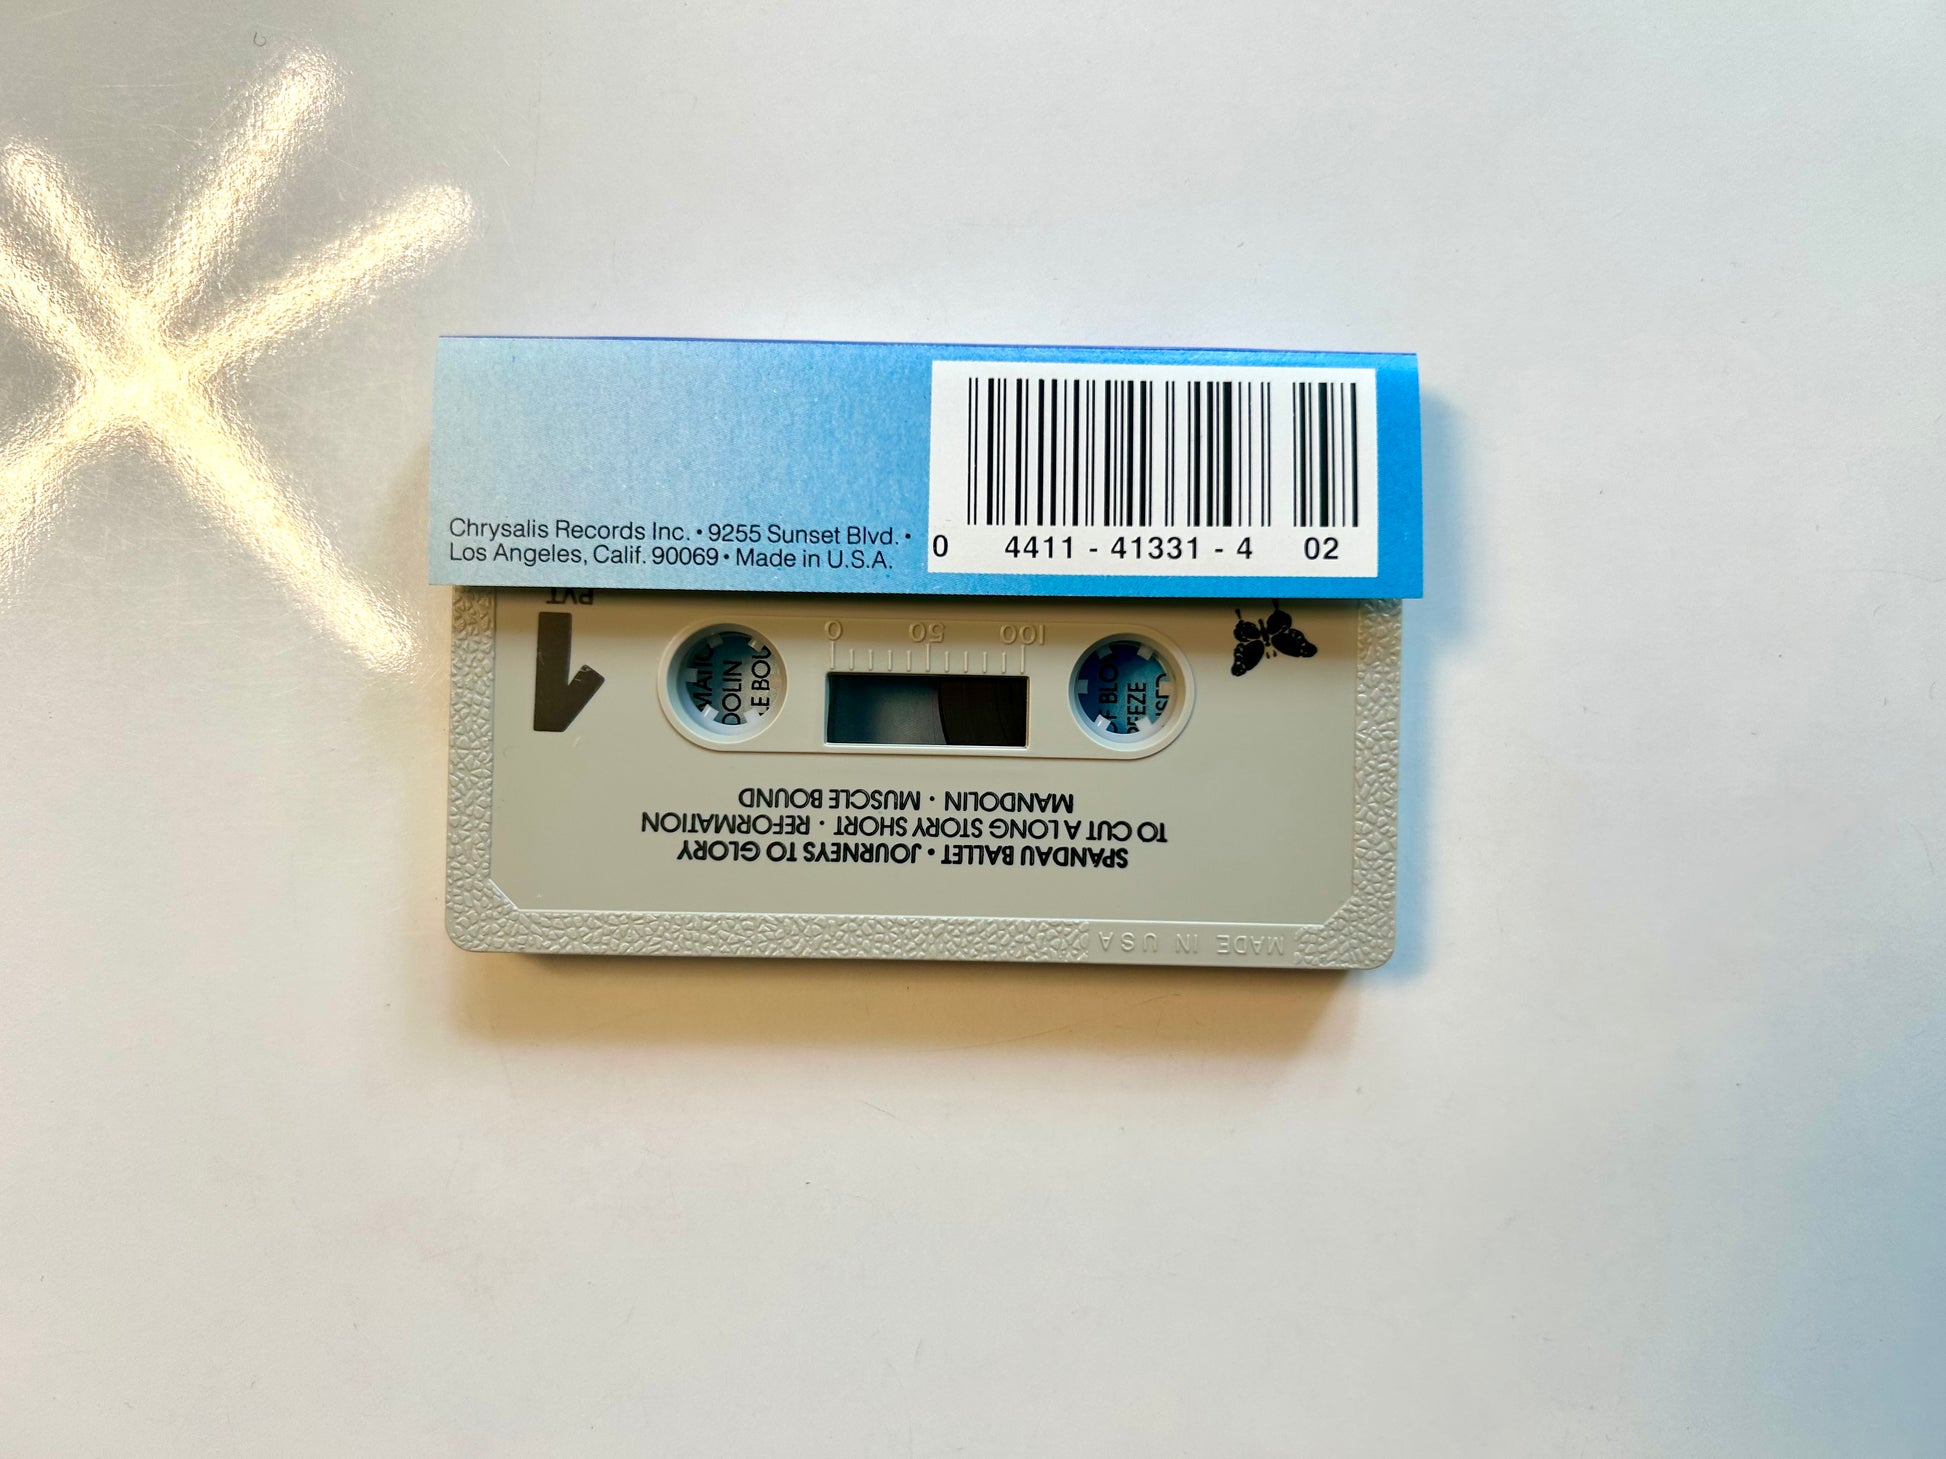 Chrysalis Records Inc. • 9255 Sunset Blvd. •
Los Angeles, Calif. 90069 • Made in U.S.A.
0 4411 - 41331 - 4 02
SPANDAU BALLET • JOURNEYS TO GLORY
TO CUT A LONG STORY SHORT • REFORMATION
MANDOLIN • MUSCLE BOUND
1
0 50 100
MADE IN USA